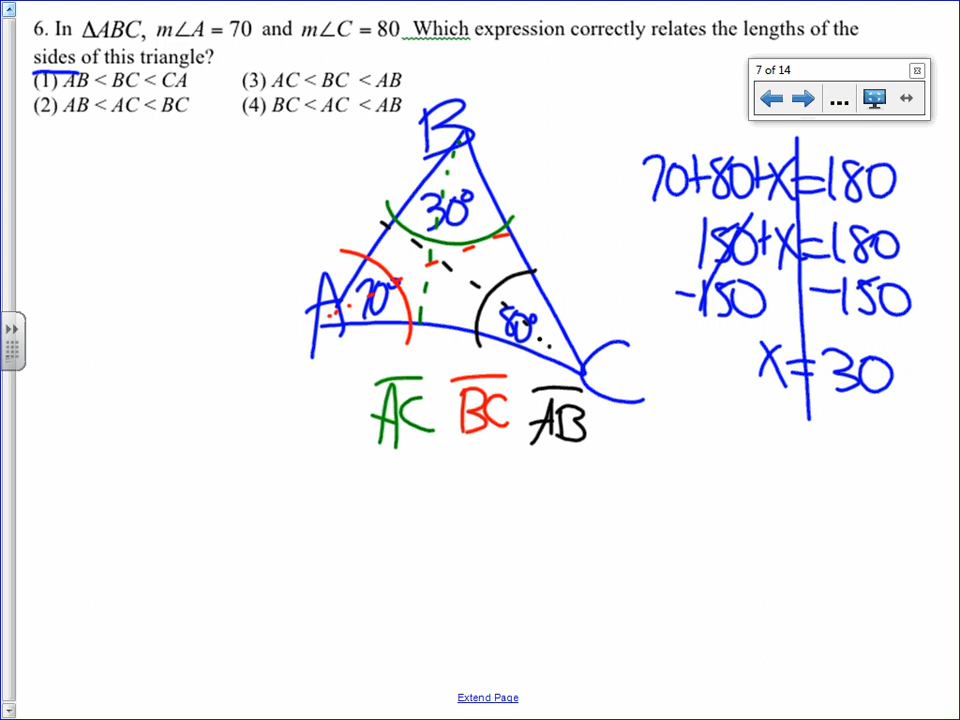 6. In ΔABC, m∠A = 70 and m∠C = 80 Which expression correctly relates the lengths of the
sides of this triangle?
(1) AB < BC < CA (3) AC < BC < AB
(2) AB < AC < BC (4) BC < AC < AB
7 of 14
...
B
70+80+x=180
30°
150+x=180
A 70°
-150 -150
80°
C
x=30
AC BC AB
Extend Page